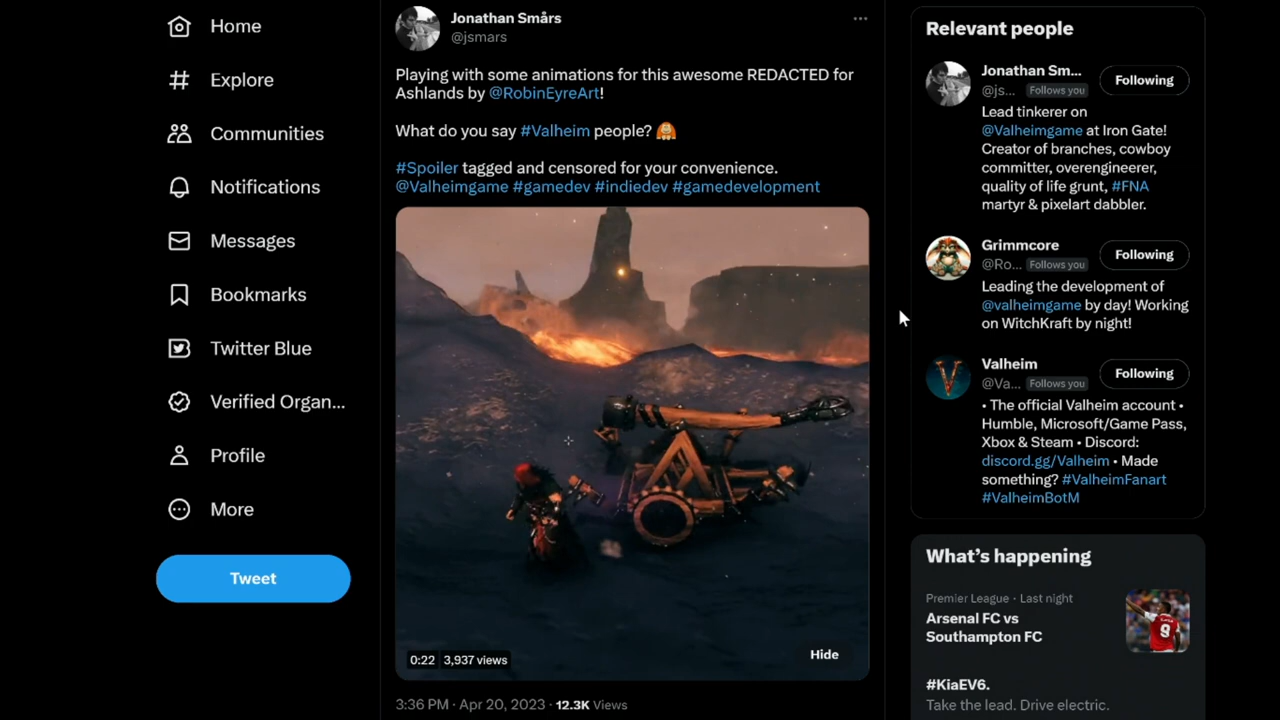 Home
Explore
Communities
Notifications
Messages
Bookmarks
Twitter Blue
Verified Organ...
Profile
More
Tweet
Jonathan Smårs
@jsmars
Playing with some animations for this awesome REDACTED for
Ashlands by @RobinEyreArt!
What do you say #Valheim people?
#Spoiler tagged and censored for your convenience.
@Valheimgame #gamedev #indiedev #gamedevelopment
0:22 3,937 views
Hide
3:36 PM · Apr 20, 2023 · 12.3K Views
Relevant people
Jonathan Sm...
@js... Follows you
Following
Lead tinkerer on
@Valheimgame at Iron Gate!
Creator of branches, cowboy
committer, overengineer,
quality of life grunt, #FNA
martyr & pixelart dabbler.
Grimmcore
@Ro... Follows you
Following
Leading the development of
@valheimgame by day! Working
on WitchKraft by night!
Valheim
@Va... Follows you
Following
• The official Valheim account •
Humble, Microsoft/Game Pass,
Xbox & Steam • Discord:
discord.gg/Valheim • Made
something? #ValheimFanart
#ValheimBotM
What's happening
Premier League · Last night
Arsenal FC vs
Southampton FC
9
#KiaEV6.
Take the lead. Drive electric.